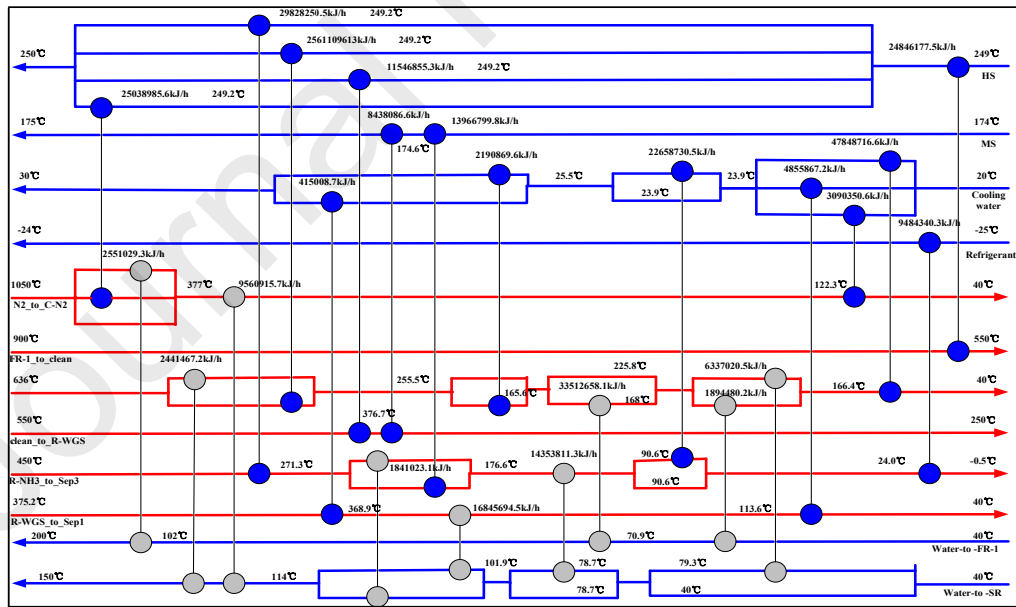 29828250.5kJ/h 249.2℃
2561109613kJ/h 249.2℃
24846177.5kJ/h
250℃
249℃
11546855.3kJ/h 249.2℃
HS
25038985.6kJ/h 249.2℃
8438086.6kJ/h 13966799.8kJ/h
175℃
174℃
174.6℃
MS
47848716.6kJ/h
2190869.6kJ/h
22658730.5kJ/h
4855867.2kJ/h
30℃
415008.7kJ/h
25.5℃
23.9℃
20℃
23.9℃
Cooling
water
3090350.6kJ/h
-24℃
9484340.3kJ/h
-25℃
2551029.3kJ/h
Refrigerant
1050℃
377℃
9560915.7kJ/h
122.3℃
40℃
N2_to_C-N2
900℃
550℃
FR-1_to_clean
2441467.2kJ/h
225.8℃
6337020.5kJ/h
636℃
255.5℃
165.6℃
33512658.1kJ/h
1894480.2kJ/h
166.4℃
40℃
168℃
550℃
376.7℃
250℃
clean_to_R-WGS
450℃
271.3℃
1841023.1kJ/h
176.6℃
14353811.3kJ/h
90.6℃
24.0℃
-0.5℃
R-NH3_to_Sep3
90.6℃
375.2℃
368.9℃
16845694.5kJ/h
113.6℃
40℃
R-WGS_to_Sep1
200℃
102℃
70.9℃
40℃
Water-to -FR-1
101.9℃
78.7℃
79.3℃
150℃
114℃
78.7℃
40℃
40℃
Water-to -SR
Journal